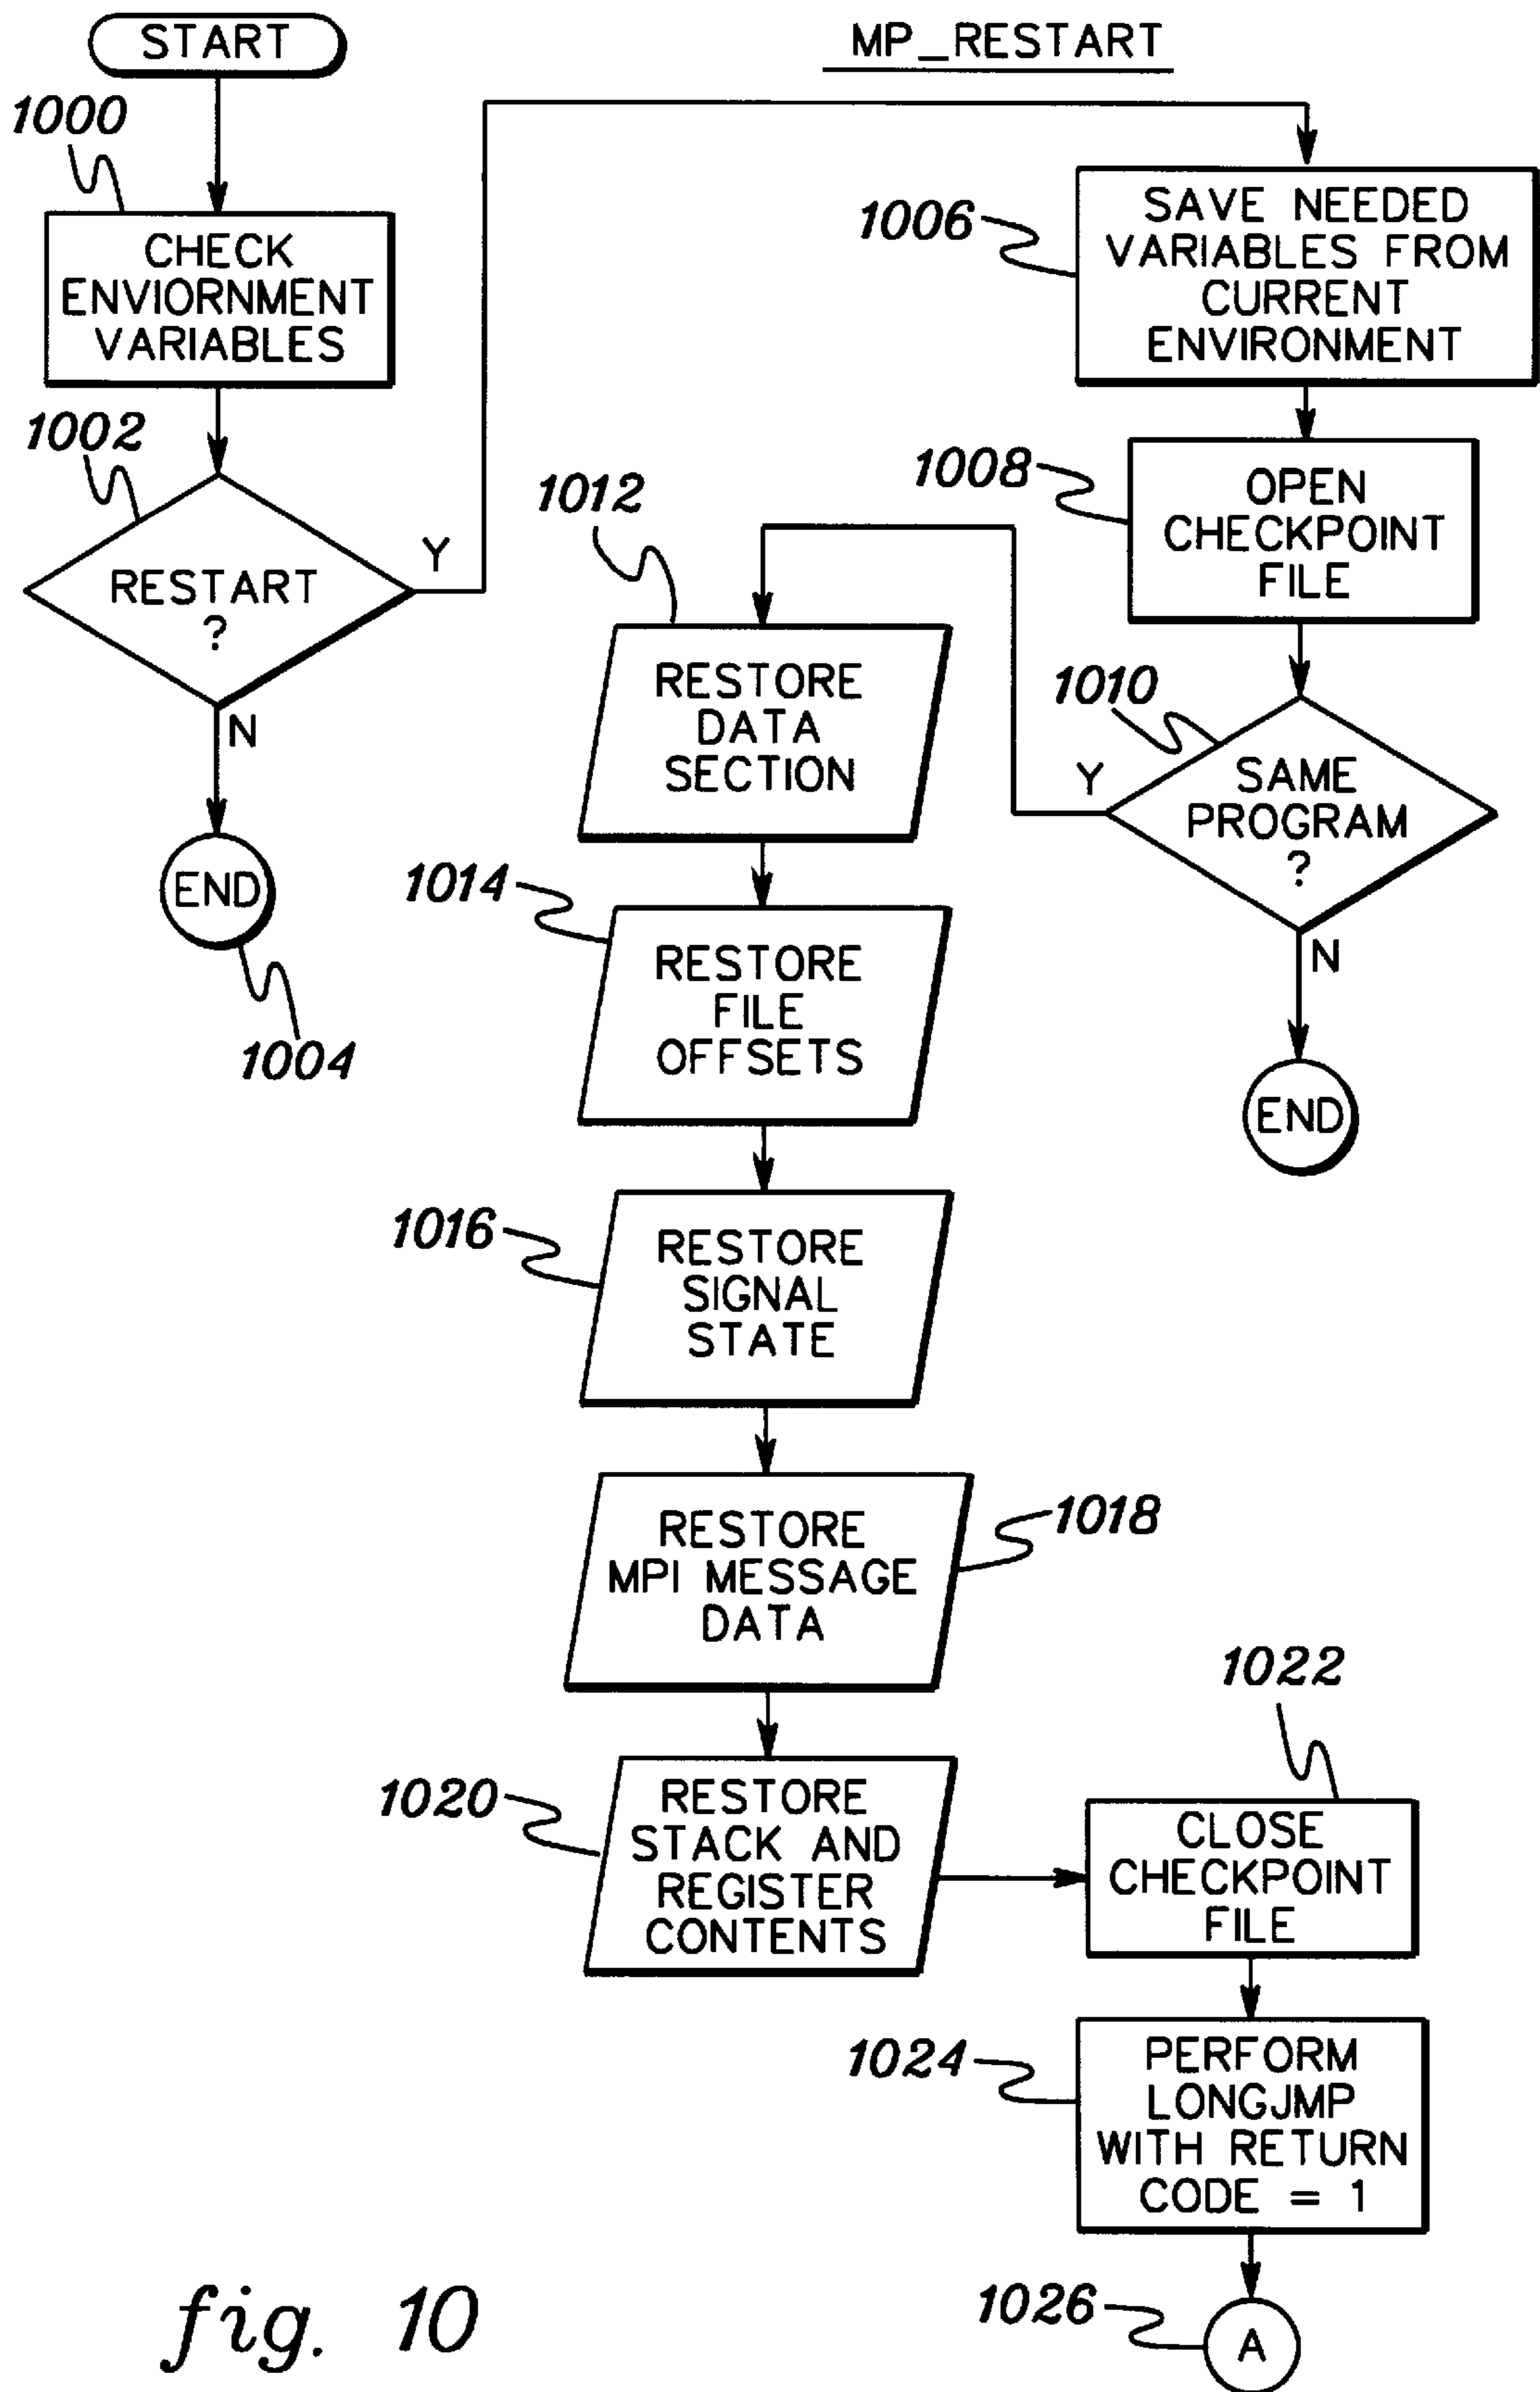 START
MP_RESTART
1000
CHECK
ENVIORNMENT
VARIABLES
1002
RESTART
?
Y
N
END
1004
1006
SAVE NEEDED
VARIABLES FROM
CURRENT
ENVIRONMENT
1008
OPEN
CHECKPOINT
FILE
1010
SAME
PROGRAM
?
Y
N
END
1012
RESTORE
DATA
SECTION
1014
RESTORE
FILE
OFFSETS
1016
RESTORE
SIGNAL
STATE
1018
RESTORE
MPI MESSAGE
DATA
1020
RESTORE
STACK AND
REGISTER
CONTENTS
1022
CLOSE
CHECKPOINT
FILE
1024
PERFORM
LONGJMP
WITH RETURN
CODE = 1
1026
A
fig. 10